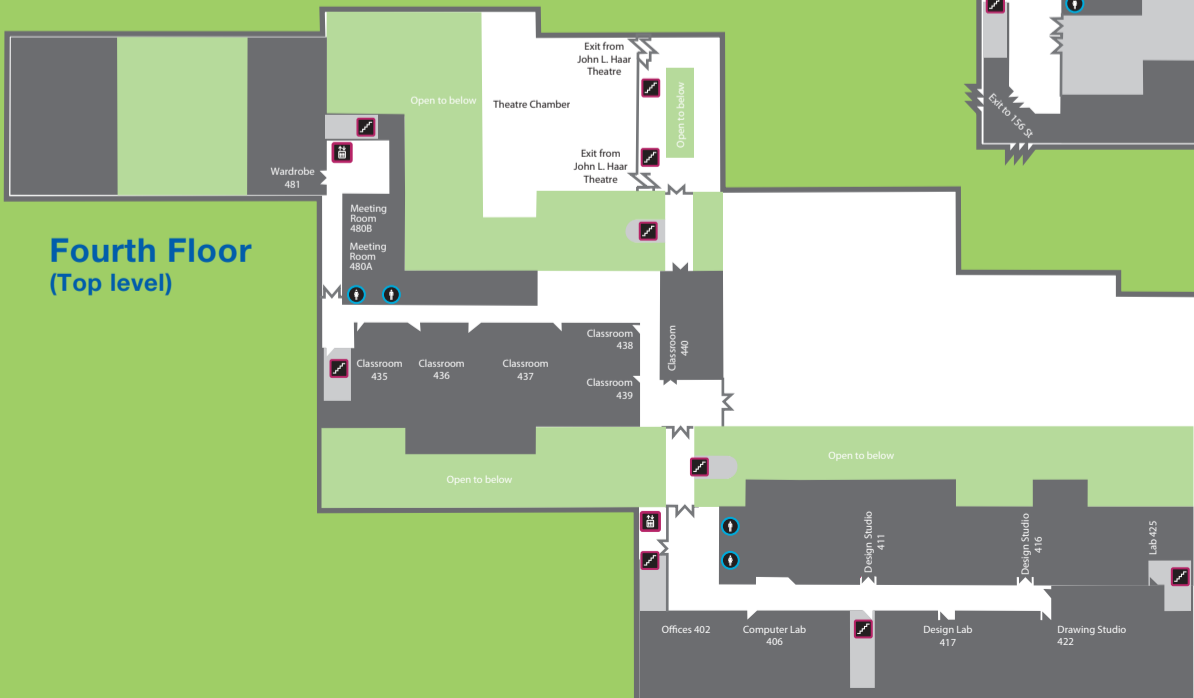 Exit from
John L. Haar
Theatre
Open to below
Theatre Chamber
Open to below
Exit to 156 St
Exit from
John L. Haar
Theatre
Wardrobe
481
Meeting
Room
480B
Meeting
Room
480A
Fourth Floor
(Top level)
Classroom
435
Classroom
436
Classroom
437
Classroom
438
Classroom
439
Classroom
440
Open to below
Open to below
Design Studio
411
Design Studio
416
Lab 425
Offices 402
Computer Lab
406
Design Lab
417
Drawing Studio
422